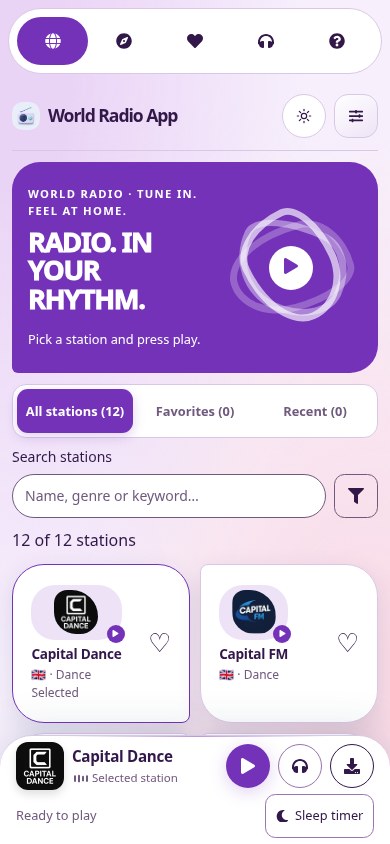 World Radio App
WORLD RADIO · TUNE IN.
FEEL AT HOME.
RADIO. IN
YOUR
RHYTHM.
Pick a station and press play.
All stations (12)
Favorites (0)
Recent (0)
Search stations
Name, genre or keyword...
12 of 12 stations
CAPITAL
DANCE
Capital Dance
🇬🇧 · Dance
Selected
CAPITAL
FM
Capital FM
🇬🇧 · Dance
CAPITAL
DANCE
Capital Dance
Selected station
Ready to play
Sleep timer